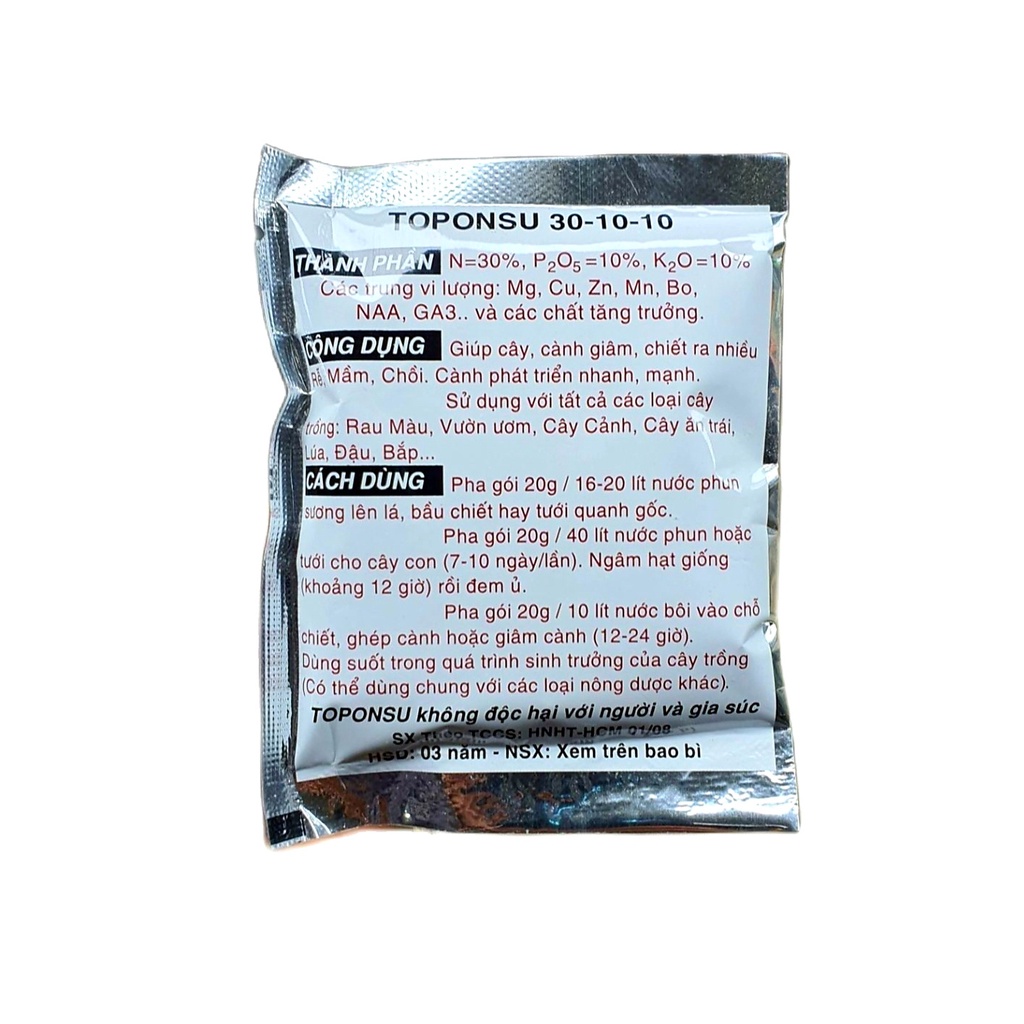 TOPONSU 30-10-10
THÀNH PHẦN N=30%, P₂O₅=10%, K₂O=10%
Các trung vi lượng: Mg, Cu, Zn, Mn, Bo,
NAA, GA3.. và các chất tăng trưởng.
CÔNG DỤNG Giúp cây, cành giâm, chiết ra nhiều
Rễ, Mầm, Chồi. Cành phát triển nhanh, mạnh.
Sử dụng với tất cả các loại cây
trồng: Rau Màu, Vườn ươm, Cây Cảnh, Cây ăn trái,
Lúa, Đậu, Bắp...
CÁCH DÙNG Pha gói 20g / 16-20 lít nước phun
sương lên lá, bầu chiết hay tưới quanh gốc.
Pha gói 20g / 40 lít nước phun hoặc
tưới cho cây con (7-10 ngày/lần). Ngâm hạt giống
(khoảng 12 giờ) rồi đem ủ.
Pha gói 20g / 10 lít nước bôi vào chỗ
chiết, ghép cành hoặc giâm cành (12-24 giờ).
Dùng suốt trong quá trình sinh trưởng của cây trồng
(Có thể dùng chung với các loại nông dược khác).
TOPONSU không độc hại với người và gia súc
SX Theo TCCS: HNHT-HCM 01/08
HSD: 03 năm - NSX: Xem trên bao bì